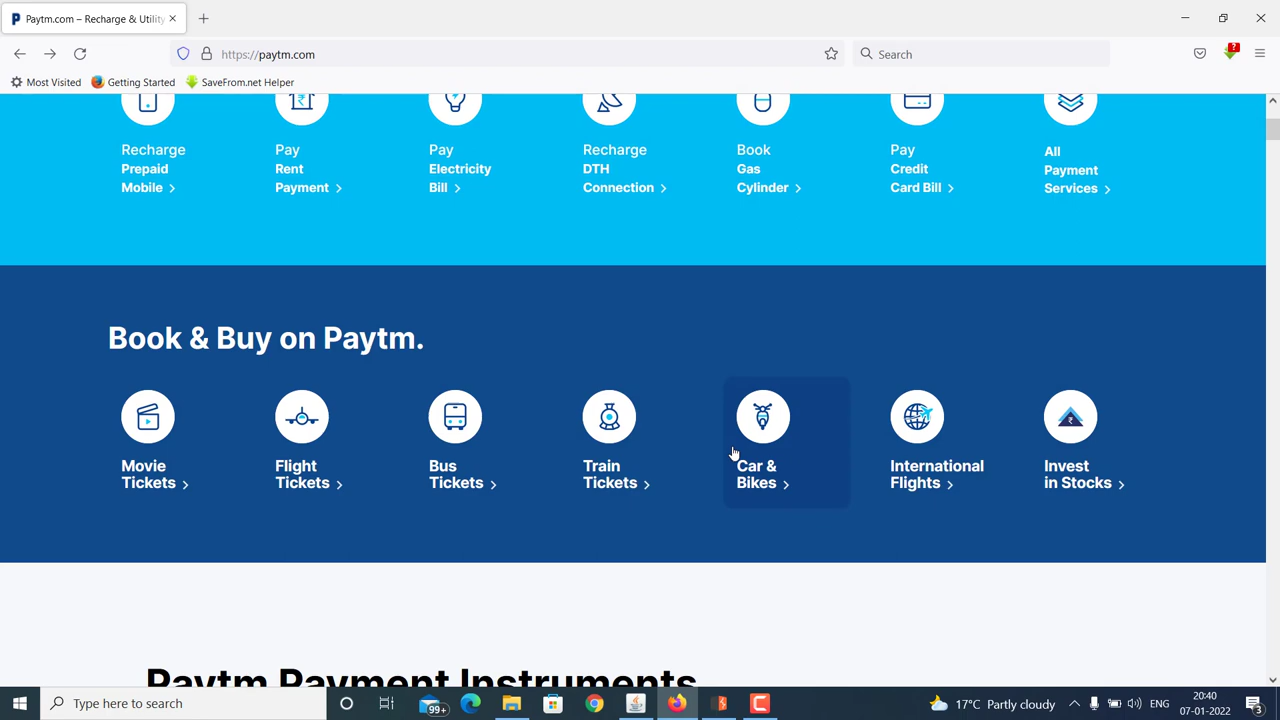 Paytm.com – Recharge & Utility
https://paytm.com
Search
Most Visited
Getting Started
SaveFrom.net Helper
Recharge
Prepaid
Mobile
Pay
Rent
Payment
Pay
Electricity
Bill
Recharge
DTH
Connection
Book
Gas
Cylinder
Pay
Credit
Card Bill
All
Payment
Services
Book & Buy on Paytm.
Movie
Tickets
Flight
Tickets
Bus
Tickets
Train
Tickets
Car &
Bikes
International
Flights
Invest
in Stocks
Paytm Payment Instruments
Type here to search
99+
17°C Partly cloudy
ENG
20:40
07-01-2022
3